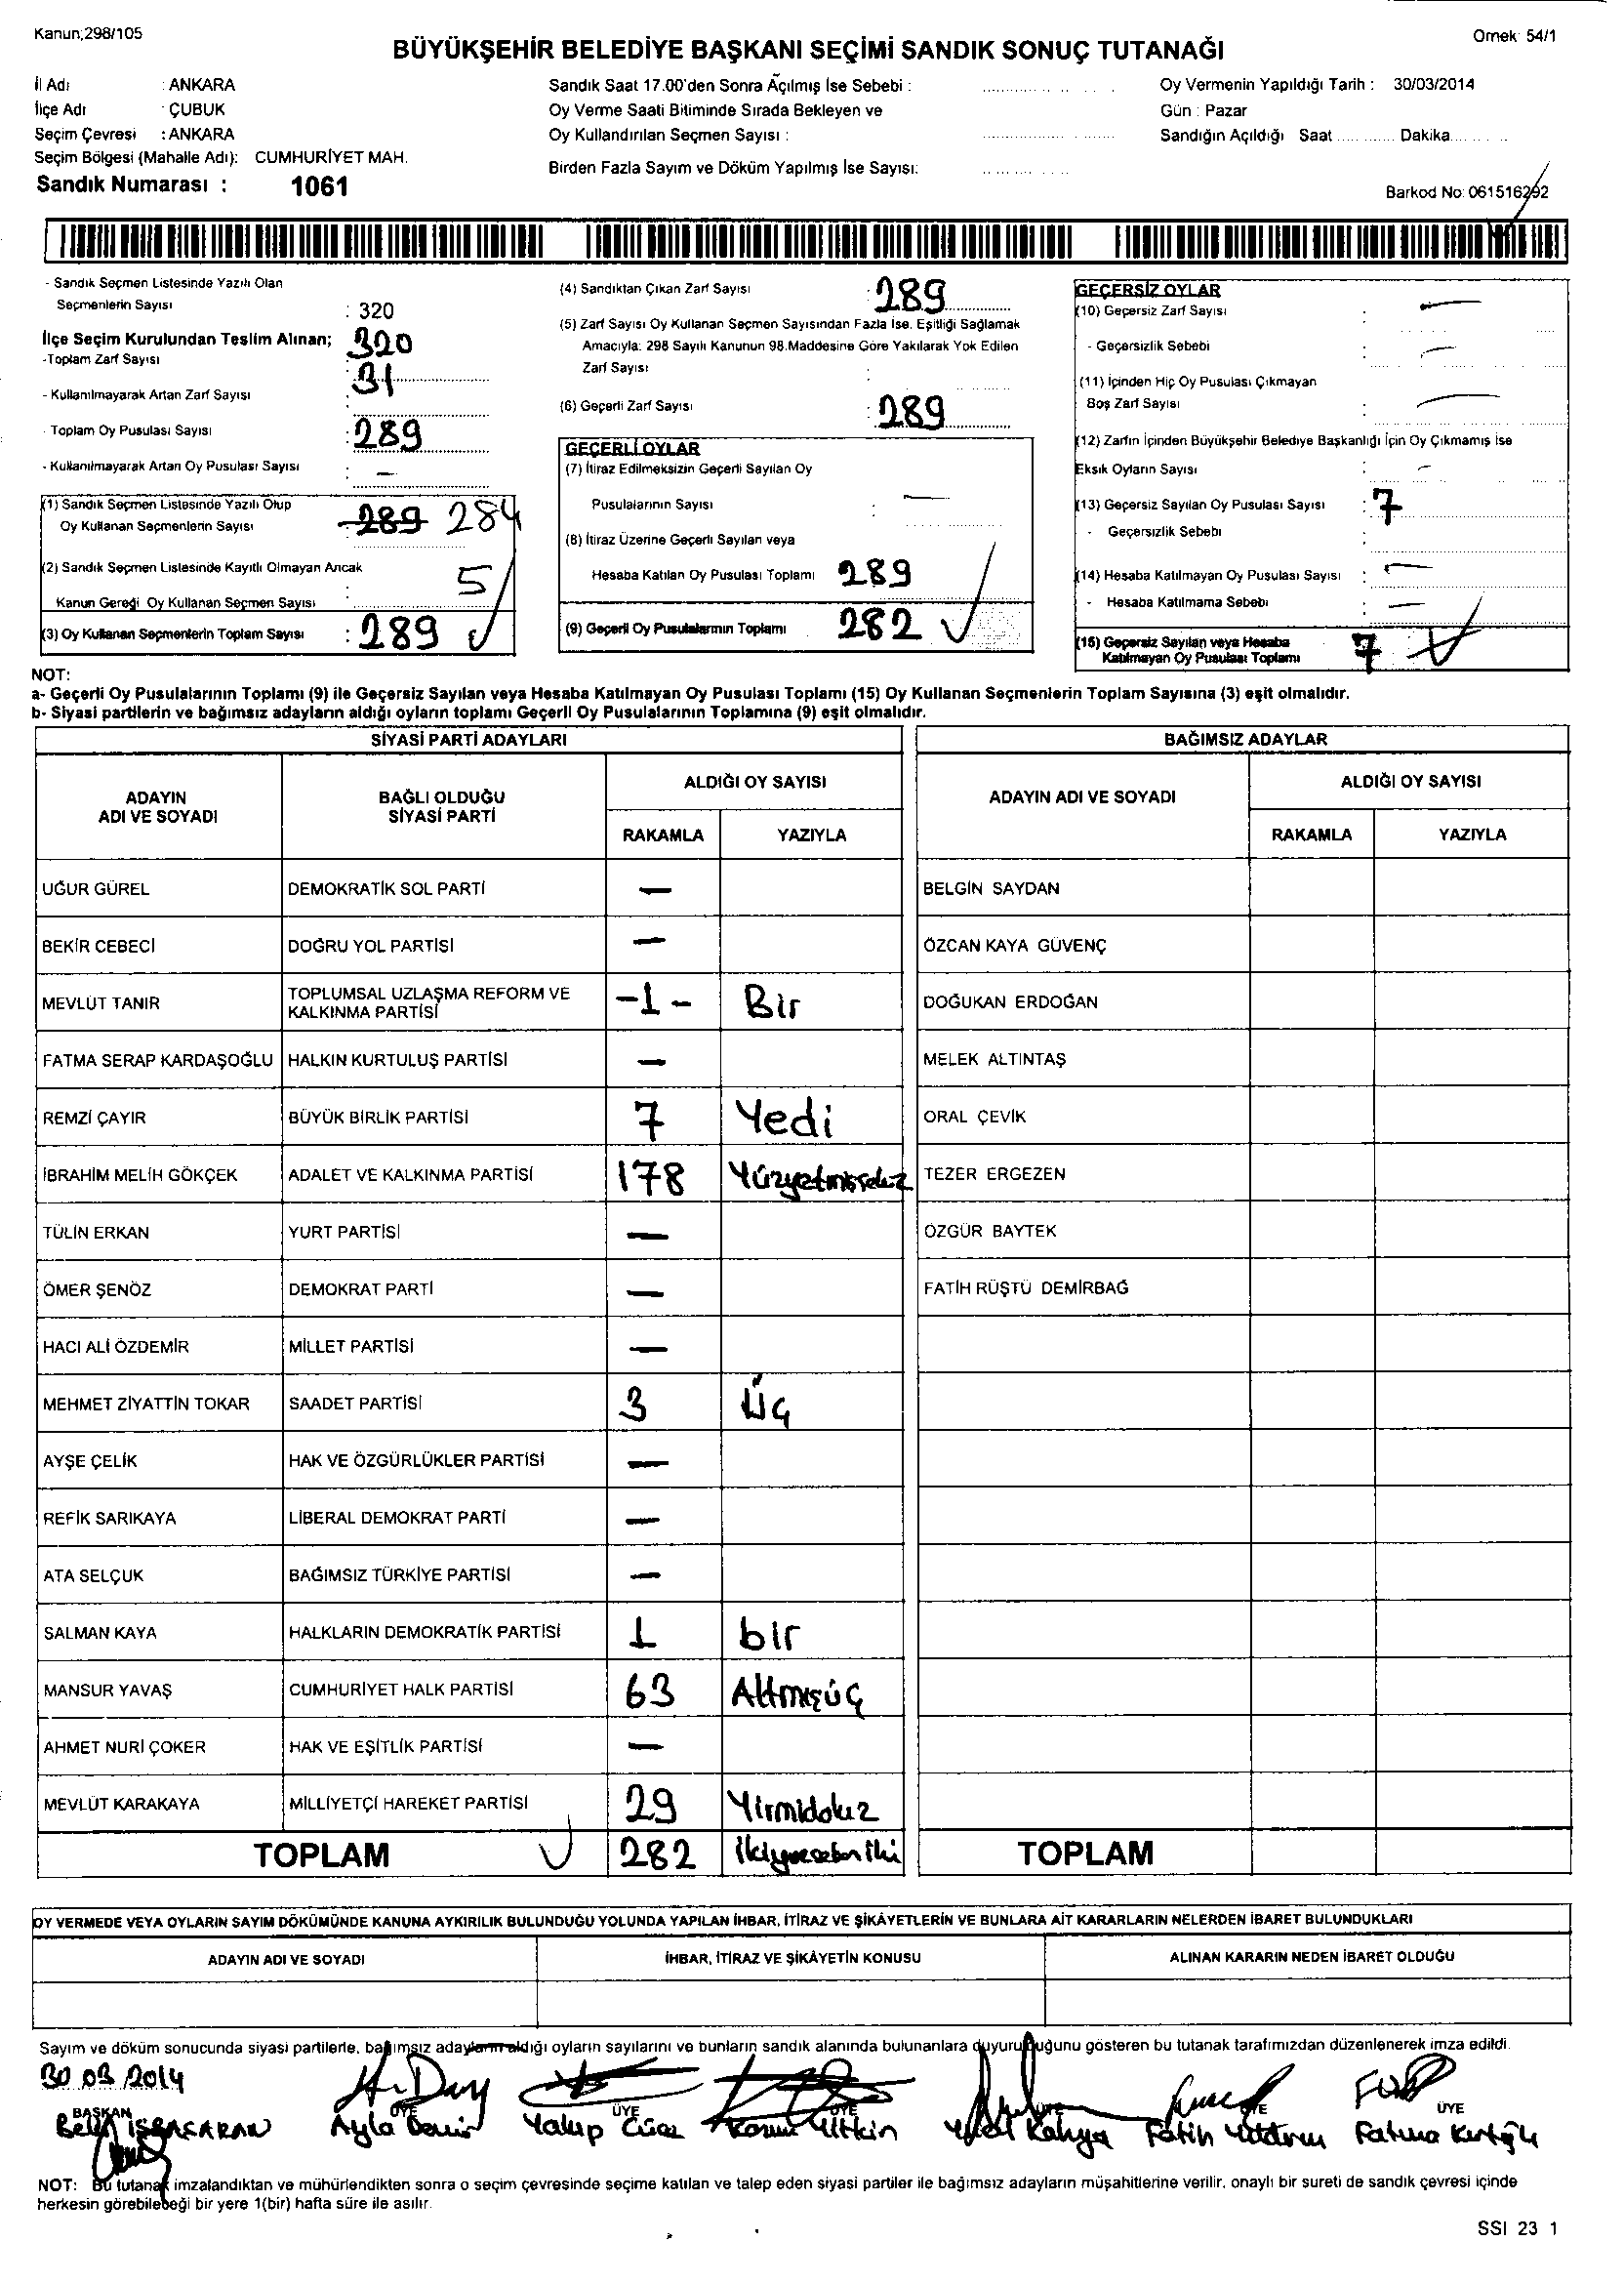 Kanun;298/105
Örnek 54/1
BÜYÜKŞEHİR BELEDİYE BAŞKANI SEÇİMİ SANDIK SONUÇ TUTANAĞI
İl Adı : ANKARA
İlçe Adı : ÇUBUK
Seçim Çevresi : ANKARA
Seçim Bölgesi (Mahalle Adı): CUMHURİYET MAH.
Sandık Numarası : 1061
Sandık Saat 17.00'den Sonra Açılmış İse Sebebi :
Oy Verme Saati Bitiminde Sırada Bekleyen ve
Oy Kullandırılan Seçmen Sayısı :
Birden Fazla Sayım ve Döküm Yapılmış İse Sayısı:
Oy Vermenin Yapıldığı Tarih : 30/03/2014
Gün : Pazar
Sandığın Açıldığı Saat ............ Dakika............
Barkod No: 061516292
- Sandık Seçmen Listesinde Yazılı Olan
Seçmenlerin Sayısı : 320
İlçe Seçim Kurulundan Teslim Alınan;
-Toplam Zarf Sayısı : 320
- Kullanılmayarak Artan Zarf Sayısı : 31
- Toplam Oy Pusulası Sayısı : 289
- Kullanılmayarak Artan Oy Pusulası Sayısı : –
(1) Sandık Seçmen Listesinde Yazılı Olup
Oy Kullanan Seçmenlerin Sayısı : 289 284
(2) Sandık Seçmen Listesinde Kayıtlı Olmayan Ancak
Kanun Gereği Oy Kullanan Seçmen Sayısı : 5
(3) Oy Kullanan Seçmenlerin Toplam Sayısı : 289
(4) Sandıktan Çıkan Zarf Sayısı : 289
(5) Zarf Sayısı Oy Kullanan Seçmen Sayısından Fazla İse. Eşitliği Sağlamak
Amacıyla: 298 Sayılı Kanunun 98.Maddesine Göre Yakılarak Yok Edilen
Zarf Sayısı :
(6) Geçerli Zarf Sayısı : 289
GEÇERLİ OYLAR
(7) İtiraz Edilmeksizin Geçerli Sayılan Oy
Pusulalarının Sayısı : —
(8) İtiraz Üzerine Geçerli Sayılan veya
Hesaba Katılan Oy Pusulası Toplamı 289
(9) Geçerli Oy Pusulalarının Toplamı 282
GEÇERSİZ OYLAR
(10) Geçersiz Zarf Sayısı : —
- Geçersizlik Sebebi : —
(11) İçinden Hiç Oy Pusulası Çıkmayan
Boş Zarf Sayısı : —
(12) Zarfın İçinden Büyükşehir Belediye Başkanlığı İçin Oy Çıkmamış İse
Eksik Oyların Sayısı : –
(13) Geçersiz Sayılan Oy Pusulası Sayısı : 7
- Geçersizlik Sebebi :
(14) Hesaba Katılmayan Oy Pusulası Sayısı : —
- Hesaba Katılmama Sebebi : —
(15) Geçersiz Sayılan veya Hesaba
Katılmayan Oy Pusulası Toplamı 7
NOT:
a- Geçerli Oy Pusulalarının Toplamı (9) ile Geçersiz Sayılan veya Hesaba Katılmayan Oy Pusulası Toplamı (15) Oy Kullanan Seçmenlerin Toplam Sayısına (3) eşit olmalıdır.
b- Siyasi partilerin ve bağımsız adayların aldığı oyların toplamı Geçerli Oy Pusulalarının Toplamına (9) eşit olmalıdır.
SİYASİ PARTİ ADAYLARI
ADAYIN ADI VE SOYADI BAĞLI OLDUĞU SİYASİ PARTİ ALDIĞI OY SAYISI
RAKAMLA YAZIYLA
UĞUR GÜREL DEMOKRATİK SOL PARTİ —
BEKİR CEBECİ DOĞRU YOL PARTİSİ —
MEVLÜT TANIR TOPLUMSAL UZLAŞMA REFORM VE KALKINMA PARTİSİ -1- Bir
FATMA SERAP KARDAŞOĞLU HALKIN KURTULUŞ PARTİSİ —
REMZİ ÇAYIR BÜYÜK BİRLİK PARTİSİ 7 Yedi
İBRAHİM MELİH GÖKÇEK ADALET VE KALKINMA PARTİSİ 178 Yüzyetmişsekiz
TÜLİN ERKAN YURT PARTİSİ —
ÖMER ŞENÖZ DEMOKRAT PARTİ —
HACI ALİ ÖZDEMİR MİLLET PARTİSİ —
MEHMET ZİYATTİN TOKAR SAADET PARTİSİ 3 Üç
AYŞE ÇELİK HAK VE ÖZGÜRLÜKLER PARTİSİ —
REFİK SARIKAYA LİBERAL DEMOKRAT PARTİ —
ATA SELÇUK BAĞIMSIZ TÜRKİYE PARTİSİ —
SALMAN KAYA HALKLARIN DEMOKRATİK PARTİSİ 1 bir
MANSUR YAVAŞ CUMHURİYET HALK PARTİSİ 63 Altmışüç
AHMET NURİ ÇOKER HAK VE EŞİTLİK PARTİSİ —
MEVLÜT KARAKAYA MİLLİYETÇİ HAREKET PARTİSİ 29 Yirmidokuz
TOPLAM 282 ikiyüzseksen iki
BAĞIMSIZ ADAYLAR
ADAYIN ADI VE SOYADI ALDIĞI OY SAYISI
RAKAMLA YAZIYLA
BELGİN SAYDAN
ÖZCAN KAYA GÜVENÇ
DOĞUKAN ERDOĞAN
MELEK ALTINTAŞ
ORAL ÇEVİK
TEZER ERGEZEN
ÖZGÜR BAYTEK
FATİH RÜŞTÜ DEMİRBAĞ
TOPLAM
OY VERMEDE VEYA OYLARIN SAYIM DÖKÜMÜNDE KANUNA AYKIRILIK BULUNDUĞU YOLUNDA YAPILAN İHBAR, İTİRAZ VE ŞİKÂYETLERİN VE BUNLARA AİT KARARLARIN NELERDEN İBARET BULUNDUKLARI
ADAYIN ADI VE SOYADI İHBAR, İTİRAZ VE ŞİKÂYETİN KONUSU ALINAN KARARIN NEDEN İBARET OLDUĞU
Sayım ve döküm sonucunda siyasi partilerle, bağımsız adayların aldığı oyların sayılarını ve bunların sandık alanında bulunanlara duyurulduğunu gösteren bu tutanak tarafımızdan düzenlenerek imza edildi.
30.03.2014
BAŞKAN ÜYE ÜYE ÜYE ÜYE ÜYE ÜYE
Ayla Demir Yakup Fatih Yıldırım Fatma
NOT: Bu tutanak imzalandıktan ve mühürlendikten sonra o seçim çevresinde seçime katılan ve talep eden siyasi partiler ile bağımsız adayların müşahitlerine verilir, onaylı bir sureti de sandık çevresi içinde
herkesin görebileceği bir yere 1(bir) hafta süre ile asılır.
SSI 23 1